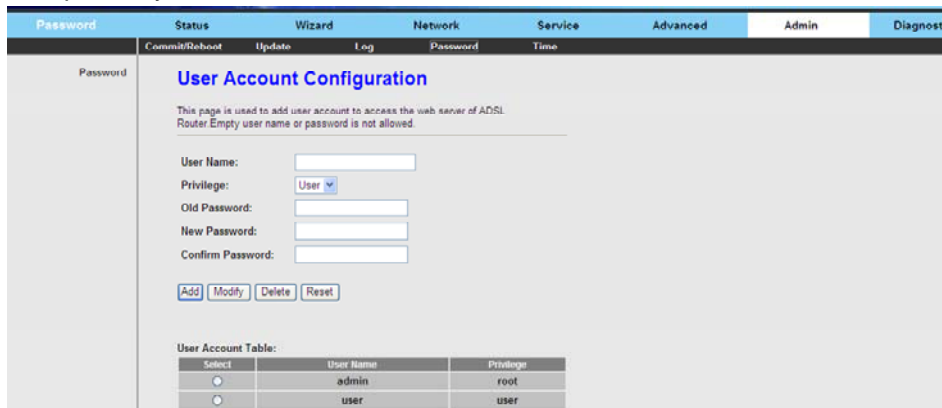 Password Status Wizard Network Service Advanced Admin Diagnost
Commit/Reboot Update Log Password Time
Password
User Account Configuration
This page is used to add user account to access the web server of ADSL
Router.Empty user name or password is not allowed.
User Name:
Privilege: User
Old Password:
New Password:
Confirm Password:
Add Modify Delete Reset
User Account Table:
Select User Name Privilege
admin root
user user